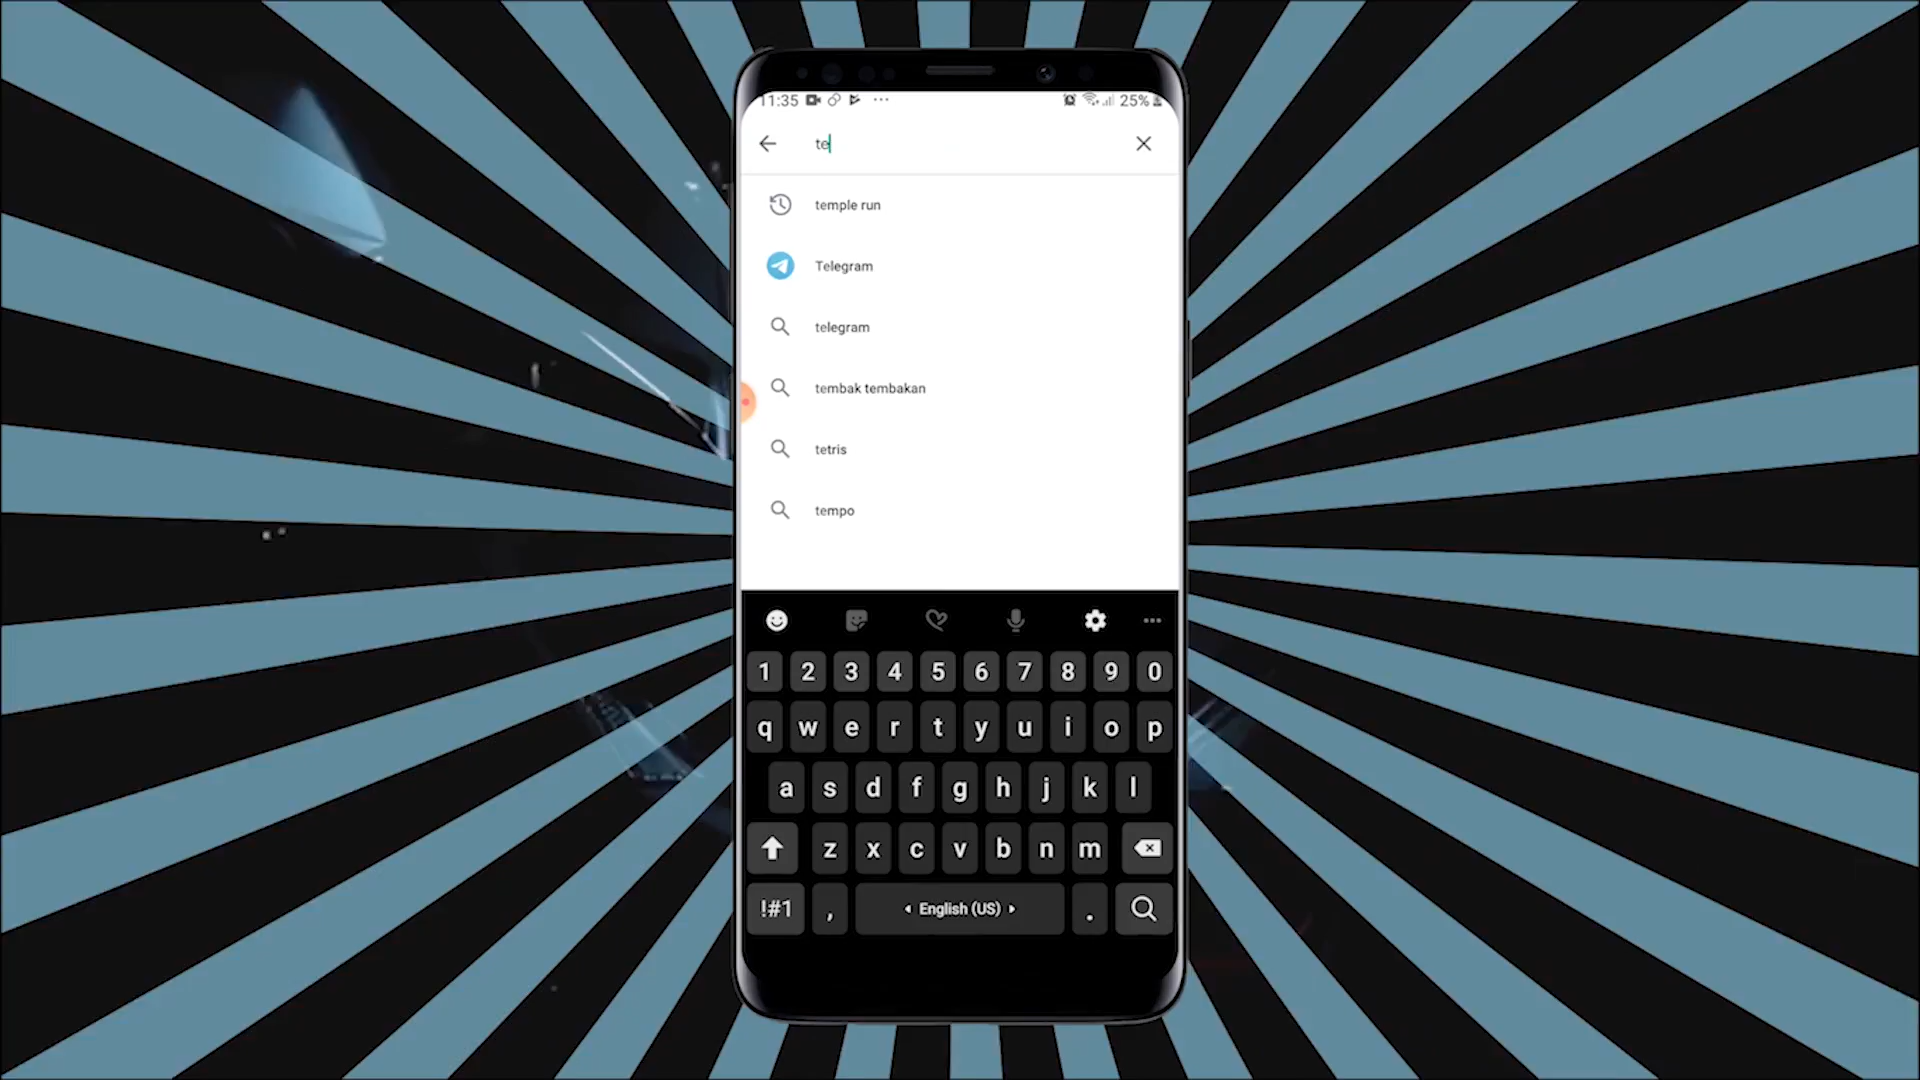 11:35 25%
te
temple run
Telegram
telegram
tembak tembakan
tetris
tempo
1 2 3 4 5 6 7 8 9 0
q w e r t y u i o p
a s d f g h j k l
z x c v b n m
!#1 , English (US) .